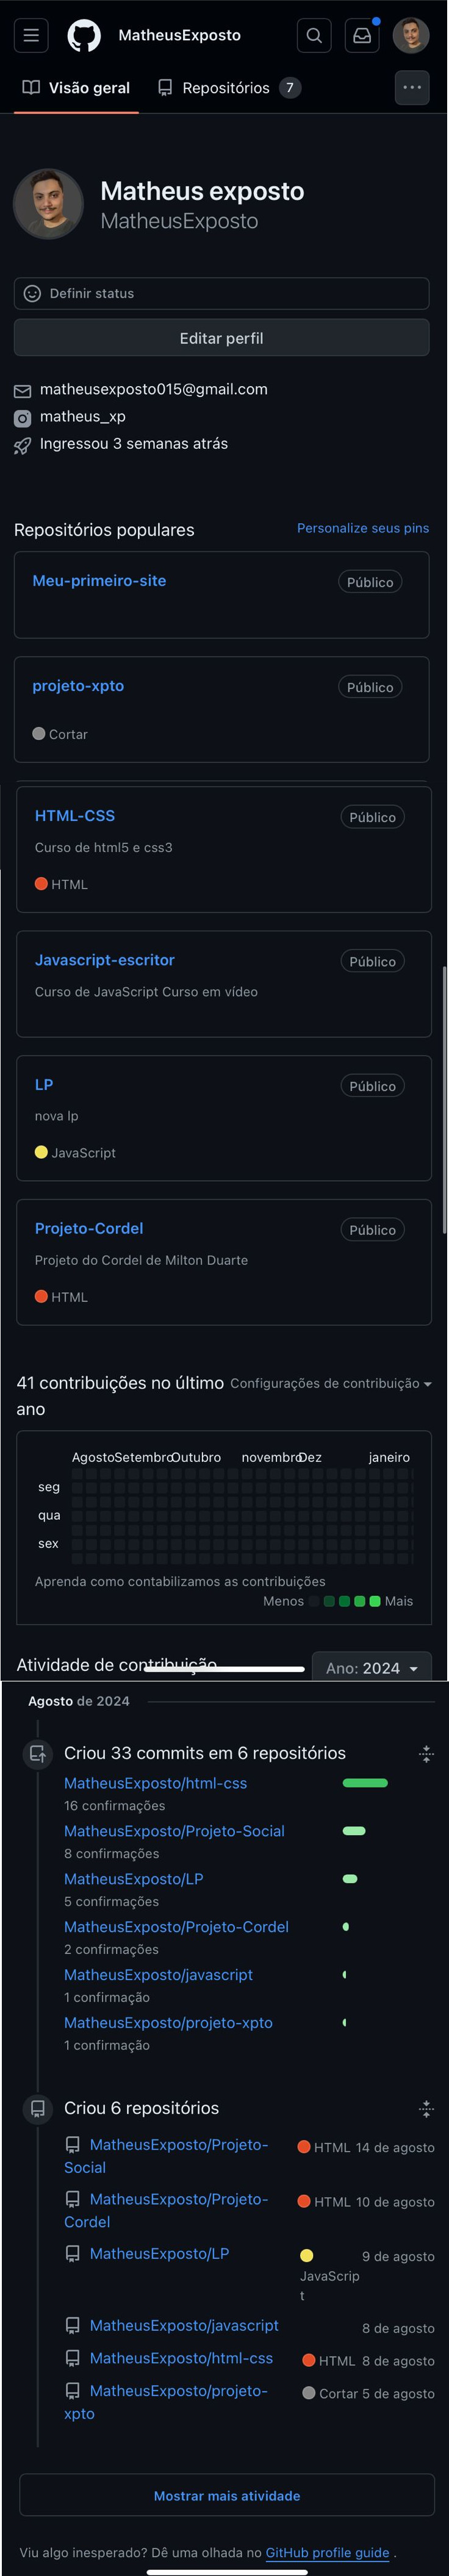 MatheusExposto
Visão geral
Repositórios 7
Matheus exposto
MatheusExposto
Definir status
Editar perfil
matheusexposto015@gmail.com
matheus_xp
Ingressou 3 semanas atrás
Repositórios populares
Personalize seus pins
Meu-primeiro-site
Público
projeto-xpto
Público
Cortar
HTML-CSS
Público
Curso de html5 e css3
HTML
Javascript-escritor
Público
Curso de JavaScript Curso em vídeo
LP
Público
nova lp
JavaScript
Projeto-Cordel
Público
Projeto do Cordel de Milton Duarte
HTML
41 contribuições no último
ano
Configurações de contribuição
Agosto Setembro Outubro novembro Dez janeiro
seg
qua
sex
Aprenda como contabilizamos as contribuições
Menos Mais
Atividade de contribuição
Ano: 2024
Agosto de 2024
Criou 33 commits em 6 repositórios
MatheusExposto/html-css
16 confirmações
MatheusExposto/Projeto-Social
8 confirmações
MatheusExposto/LP
5 confirmações
MatheusExposto/Projeto-Cordel
2 confirmações
MatheusExposto/javascript
1 confirmação
MatheusExposto/projeto-xpto
1 confirmação
Criou 6 repositórios
MatheusExposto/Projeto-
Social
HTML 14 de agosto
MatheusExposto/Projeto-
Cordel
HTML 10 de agosto
MatheusExposto/LP
JavaScrip
t
9 de agosto
MatheusExposto/javascript
8 de agosto
MatheusExposto/html-css
HTML 8 de agosto
MatheusExposto/projeto-
xpto
Cortar 5 de agosto
Mostrar mais atividade
Viu algo inesperado? Dê uma olhada no GitHub profile guide .